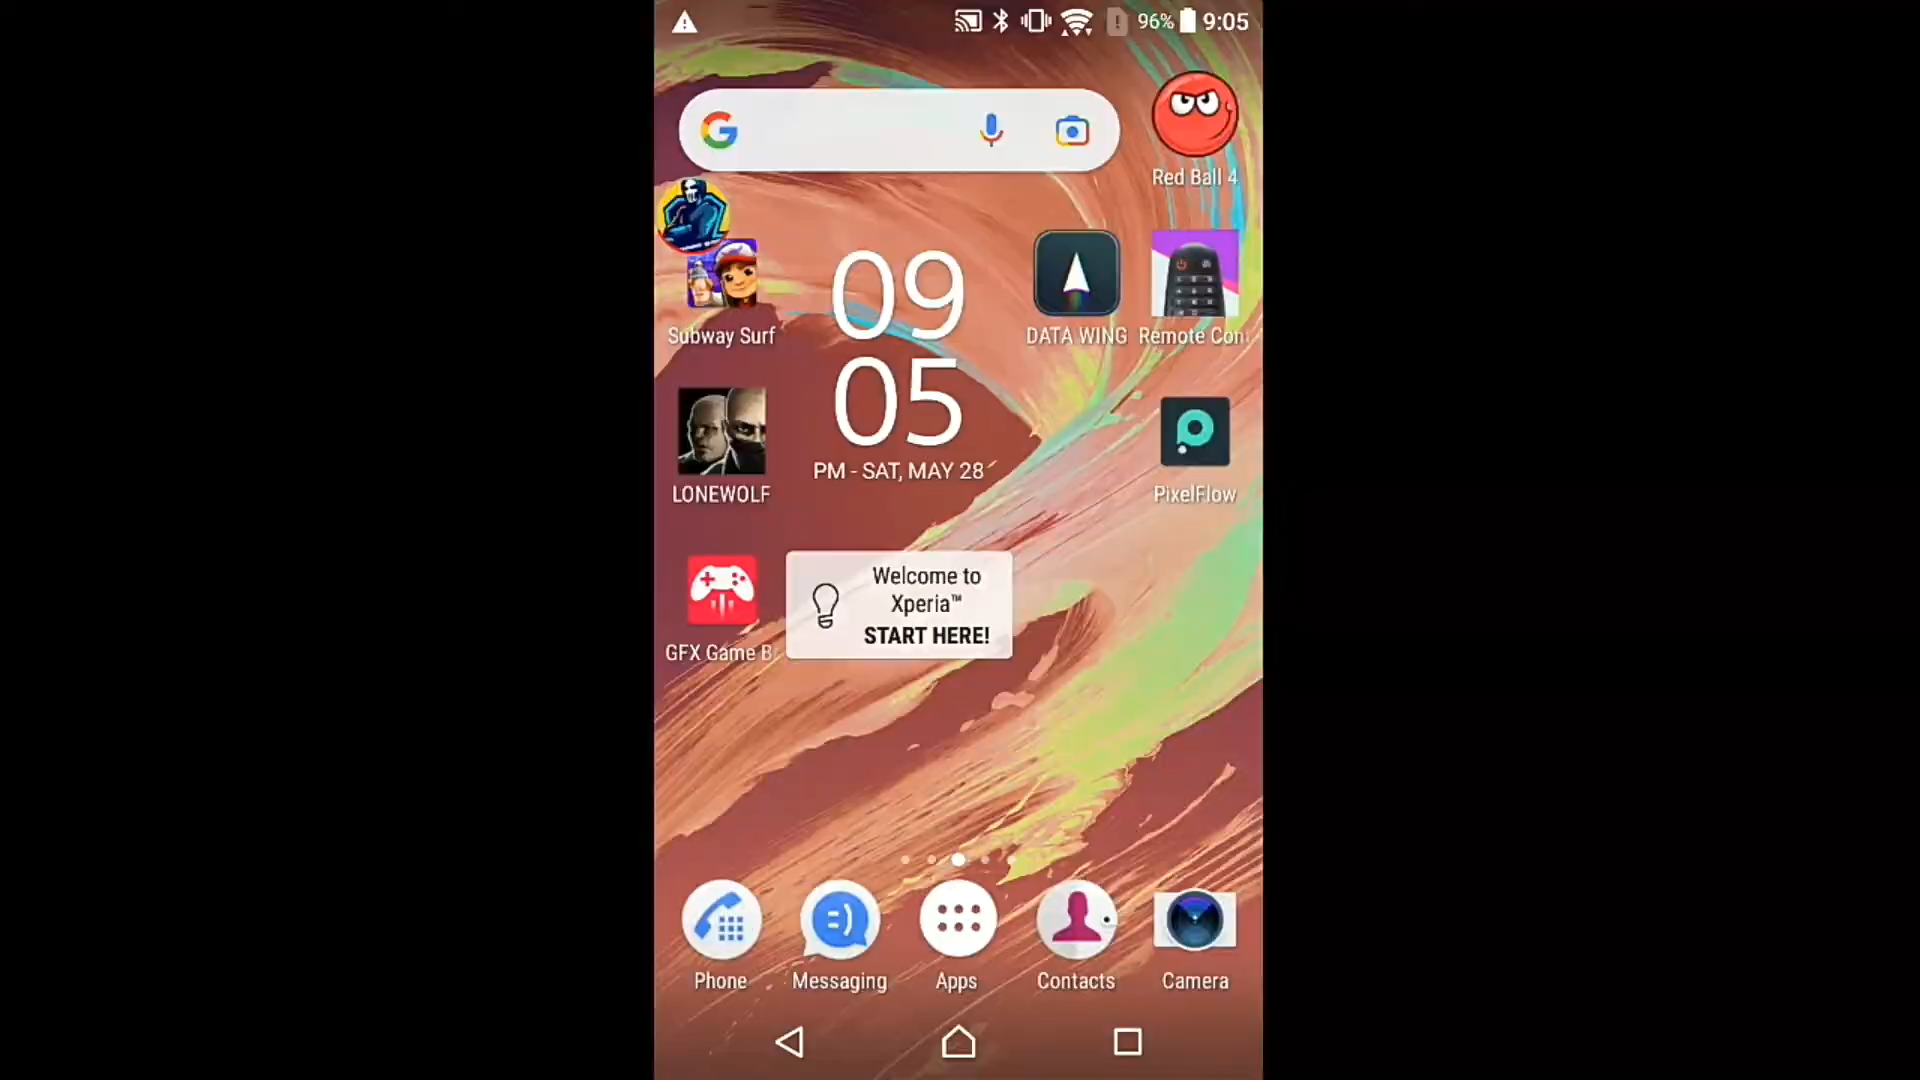 96% 9:05
Red Ball 4
Subway Surf
09
05
PM - SAT, MAY 28
DATA WING
Remote Con
LONEWOLF
PixelFlow
GFX Game B
Welcome to
Xperia™
START HERE!
Phone
Messaging
Apps
Contacts
Camera